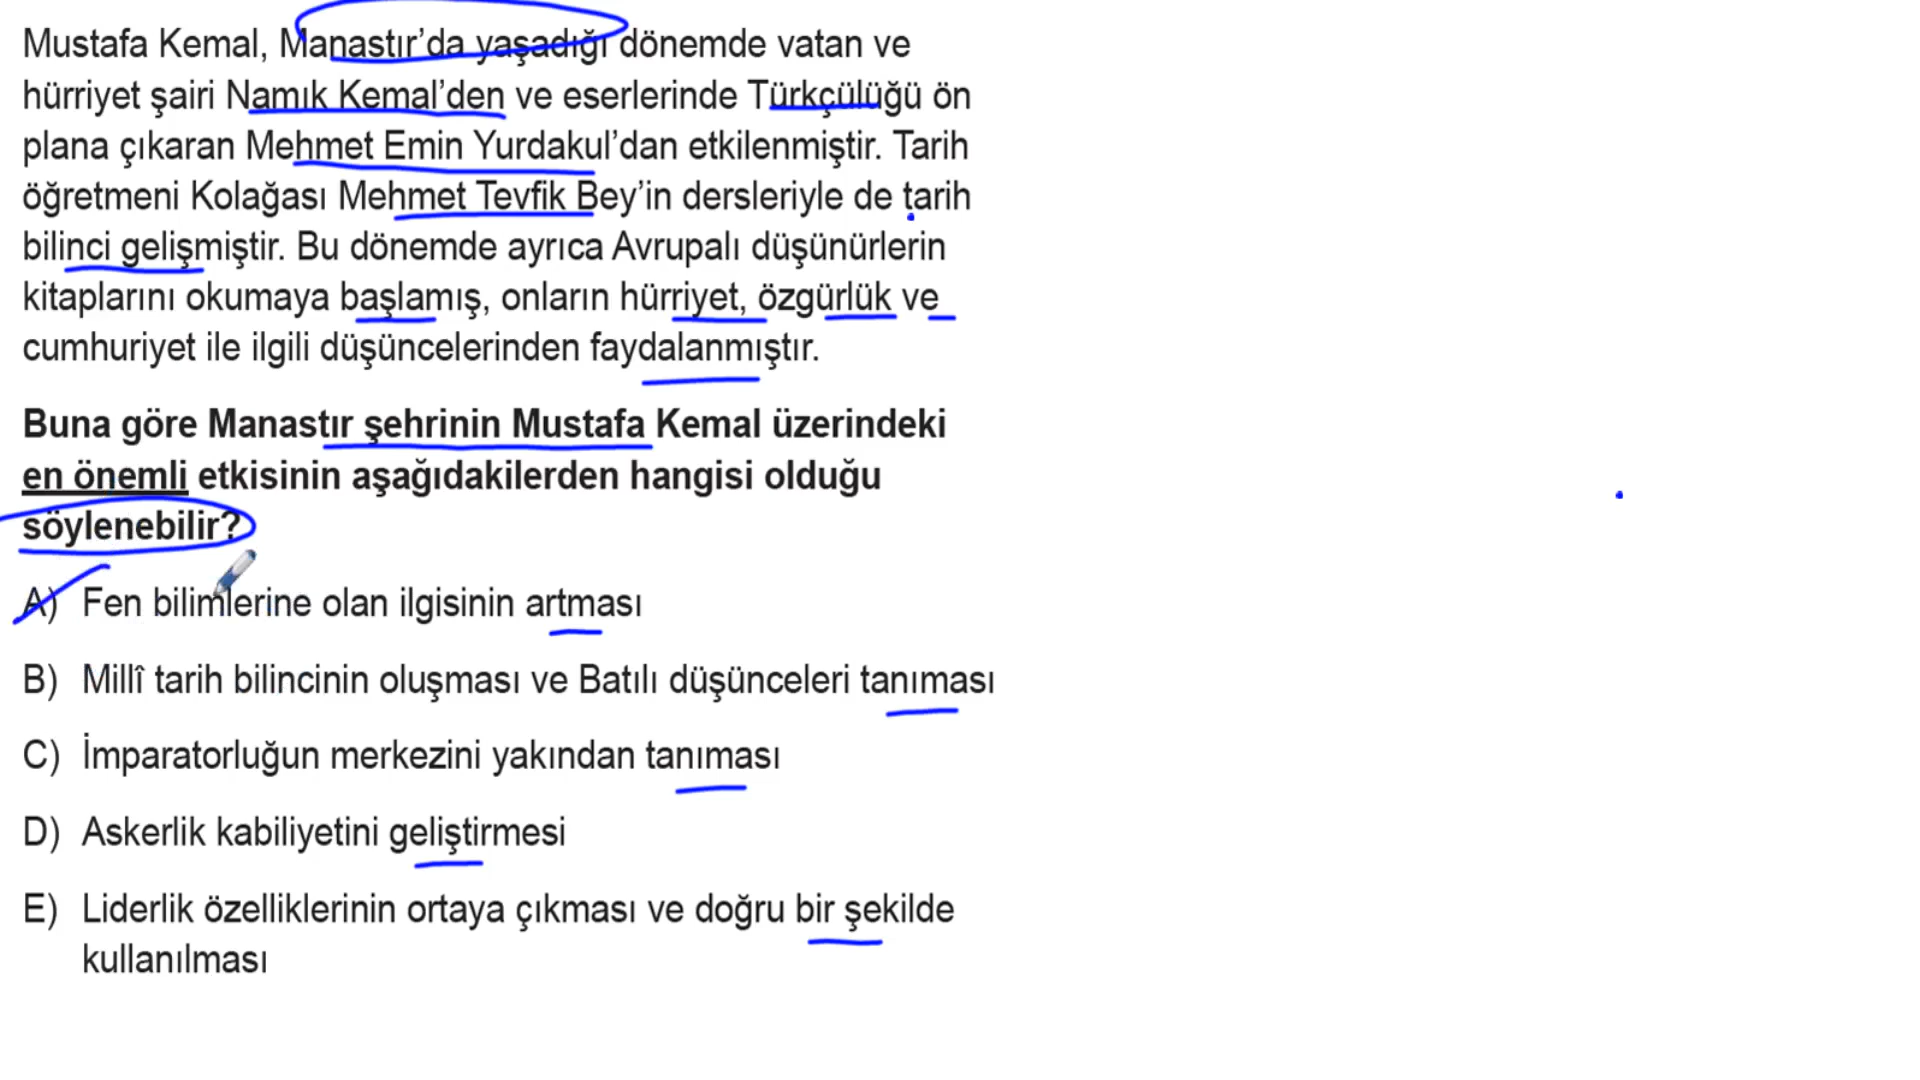 Mustafa Kemal, Manastır’da yaşadığı dönemde vatan ve
hürriyet şairi Namık Kemal’den ve eserlerinde Türkçülüğü ön
plana çıkaran Mehmet Emin Yurdakul’dan etkilenmiştir. Tarih
öğretmeni Kolağası Mehmet Tevfik Bey’in dersleriyle de tarih
bilinci gelişmiştir. Bu dönemde ayrıca Avrupalı düşünürlerin
kitaplarını okumaya başlamış, onların hürriyet, özgürlük ve
cumhuriyet ile ilgili düşüncelerinden faydalanmıştır.
Buna göre Manastır şehrinin Mustafa Kemal üzerindeki
en önemli etkisinin aşağıdakilerden hangisi olduğu
söylenebilir?
A) Fen bilimlerine olan ilgisinin artması
B) Millî tarih bilincinin oluşması ve Batılı düşünceleri tanıması
C) İmparatorluğun merkezini yakından tanıması
D) Askerlik kabiliyetini geliştirmesi
E) Liderlik özelliklerinin ortaya çıkması ve doğru bir şekilde
kullanılması